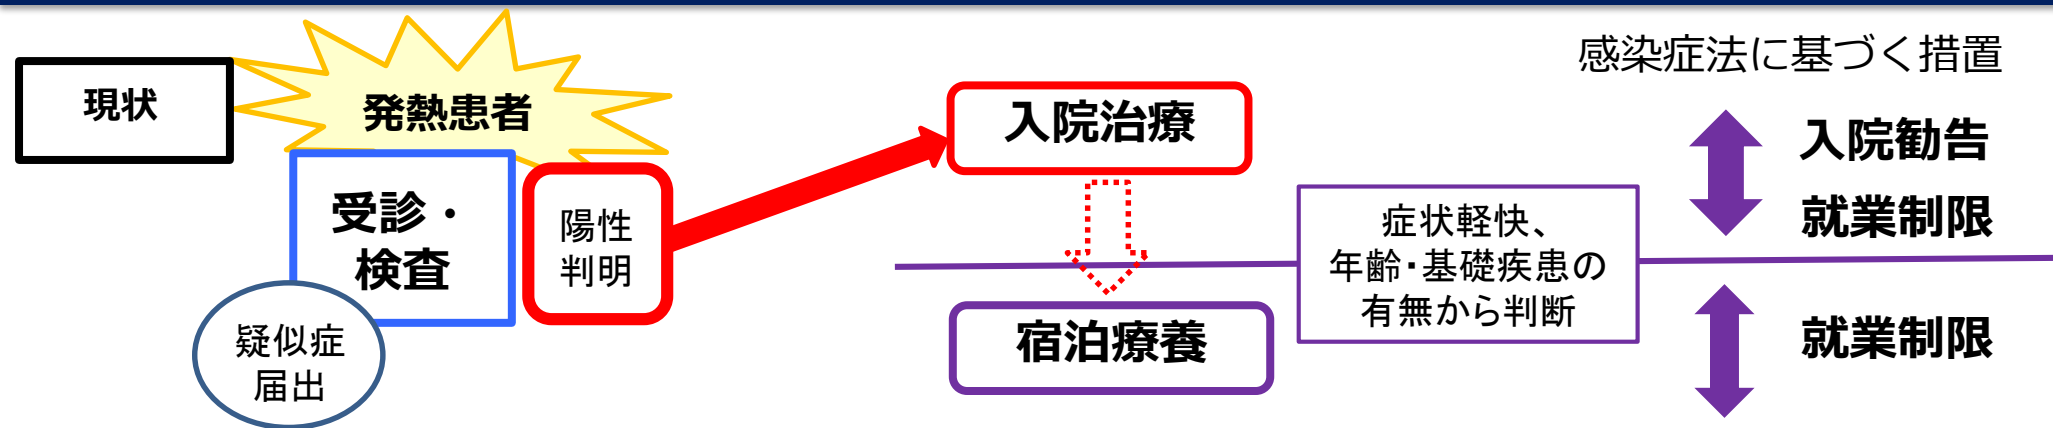 現状
発熱患者
受診・
検査
疑似症
届出
陽性
判明
入院治療
宿泊療養
症状軽快、
年齢・基礎疾患の
有無から判断
感染症法に基づく措置
入院勧告
就業制限
就業制限